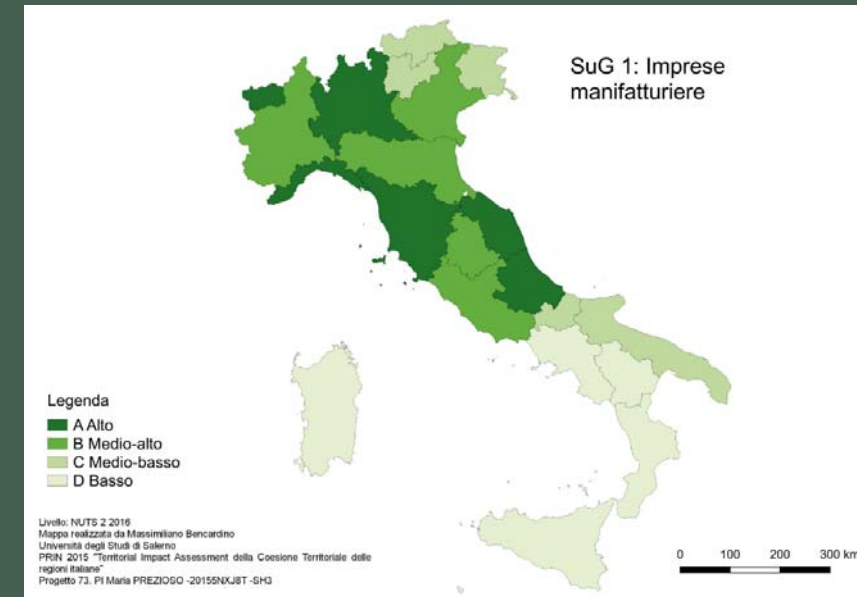 SuG 1: Imprese
manifatturiere
Legenda
A Alto
B Medio-alto
C Medio-basso
D Basso
Livello: NUTS 2 2016
Mappa realizzata da Massimiliano Bencardino
Università degli Studi di Salerno
PRIN 2015 "Territorial Impact Assessment della Coesione Territoriale delle
regioni italiane"
Progetto 73. PI Maria PREZIOSO -20155NXJ8T -SH3
0 100 200 300 km